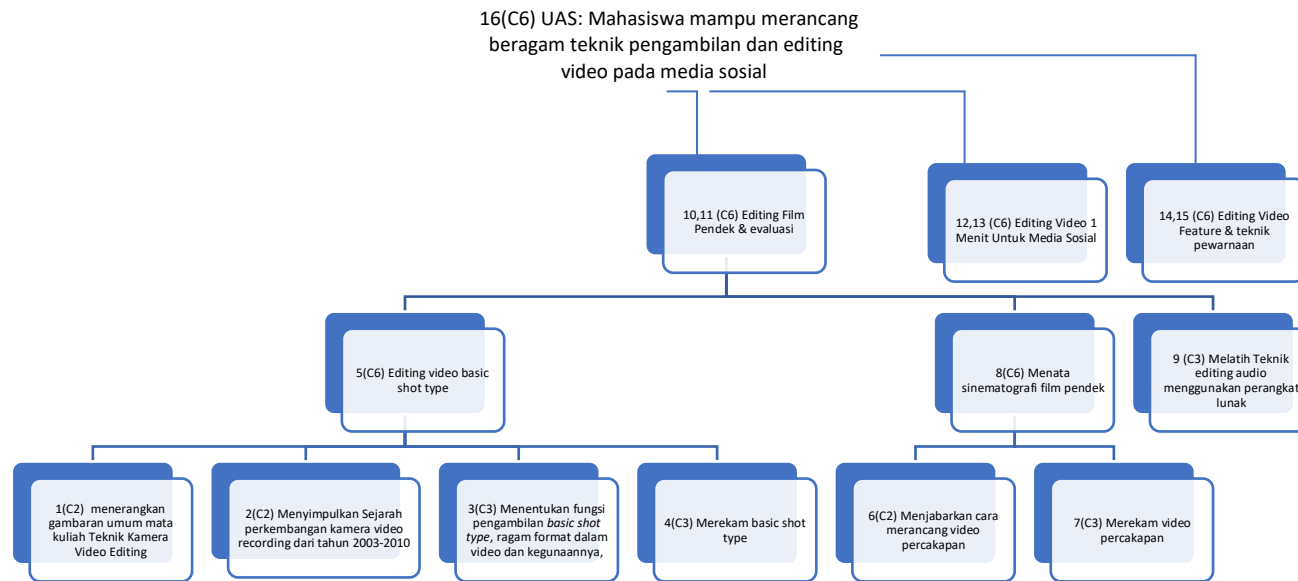 16(C6) UAS: Mahasiswa mampu merancang
beragam teknik pengambilan dan editing
video pada media sosial
10,11 (C6) Editing Film
Pendek & evaluasi
12,13 (C6) Editing Video 1
Menit Untuk Media Sosial
14,15 (C6) Editing Video
Feature & teknik
pewarnaan
5(C6) Editing video basic
shot type
8(C6) Menata
sinematografi film pendek
9 (C3) Melatih Teknik
editing audio
menggunakan perangkat
lunak
1(C2) menerangkan
gambaran umum mata
kuliah Teknik Kamera
Video Editing
2(C2) Menyimpulkan Sejarah
perkembangan kamera video
recording dari tahun 2003-2010
3(C3) Menentukan fungsi
pengambilan basic shot
type, ragam format dalam
video dan kegunaannya,
4(C3) Merekam basic shot
type
6(C2) Menjabarkan cara
merancang video
percakapan
7(C3) Merekam video
percakapan